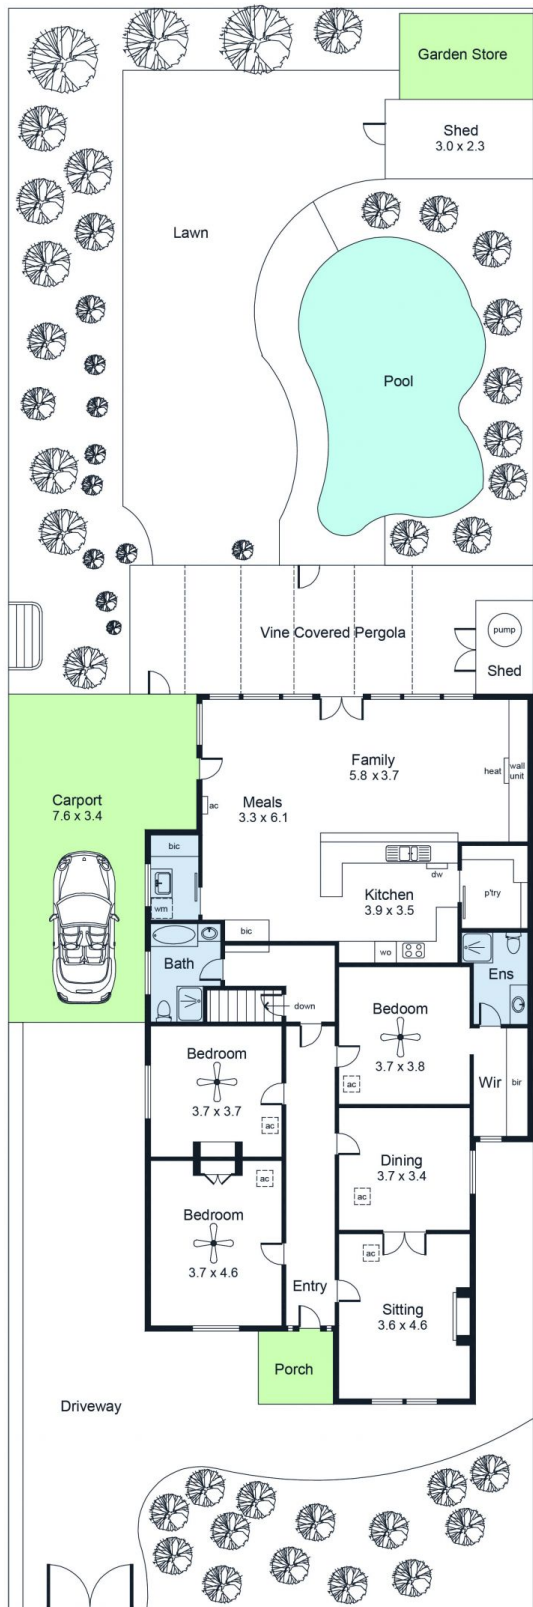 Garden Store
Shed
3.0 x 2.3
Lawn
Pool
Vine Covered Pergola
pump
Shed
Family
5.8 x 3.7
heat
wall
unit
Carport
7.6 x 3.4
ac
Meals
3.3 x 6.1
bic
dw
Kitchen
3.9 x 3.5
p'try
wm
bic
wo
Bath
Ens
down
Bedoom
3.7 x 3.8
ac
Bedroom
3.7 x 3.7
ac
Wir
bir
Dining
3.7 x 3.4
ac
ac
Bedroom
3.7 x 4.6
ac
Entry
Sitting
3.6 x 4.6
Porch
Driveway